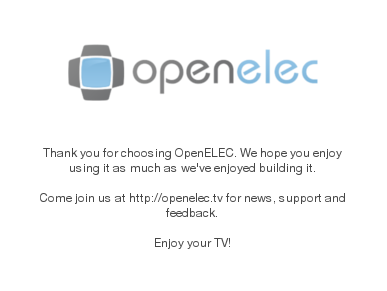 openelec
Thank you for choosing OpenELEC. We hope you enjoy
using it as much as we've enjoyed building it.
Come join us at http://openelec.tv for news, support and
feedback.
Enjoy your TV!